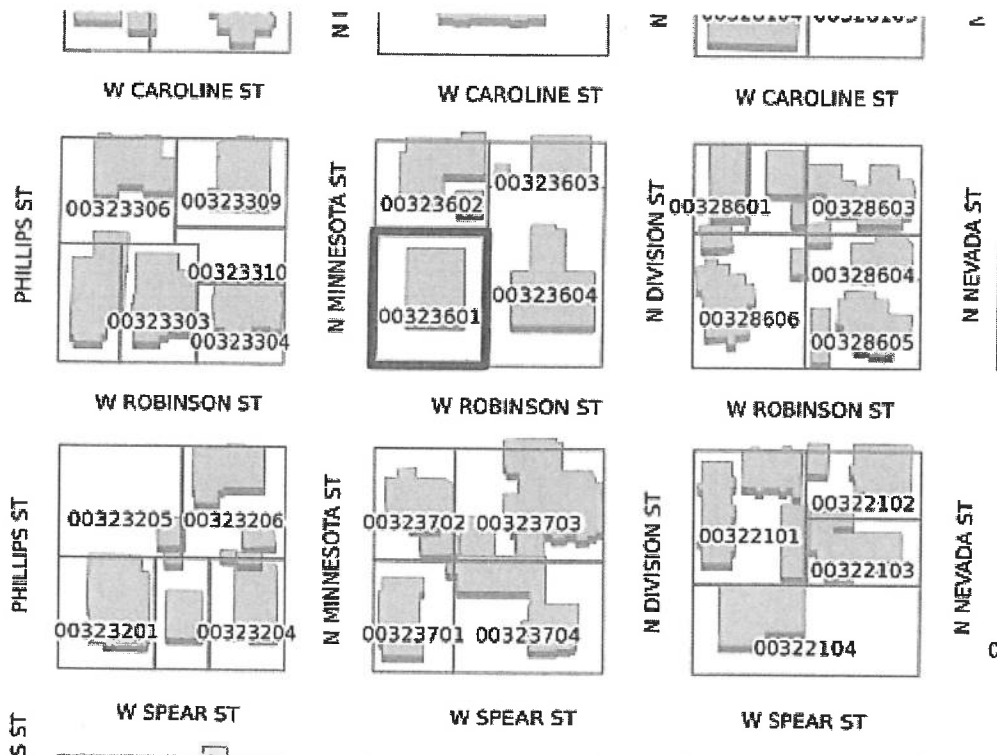 00328104 00328103
W CAROLINE ST W CAROLINE ST W CAROLINE ST
PHILLIPS ST
N MINNESOTA ST
N DIVISION ST
N NEVADA ST
00323306 00323309
00323310
00323303
00323304
00323602 00323603
00323601 00323604
00328601 00328603
00328604
00328606
00328605
W ROBINSON ST W ROBINSON ST W ROBINSON ST
PHILLIPS ST
N MINNESOTA ST
N DIVISION ST
N NEVADA ST
00323205 00323206
00323201 00323204
00323702 00323703
00323701 00323704
00322102
00322101
00322103
00322104
W SPEAR ST W SPEAR ST W SPEAR ST